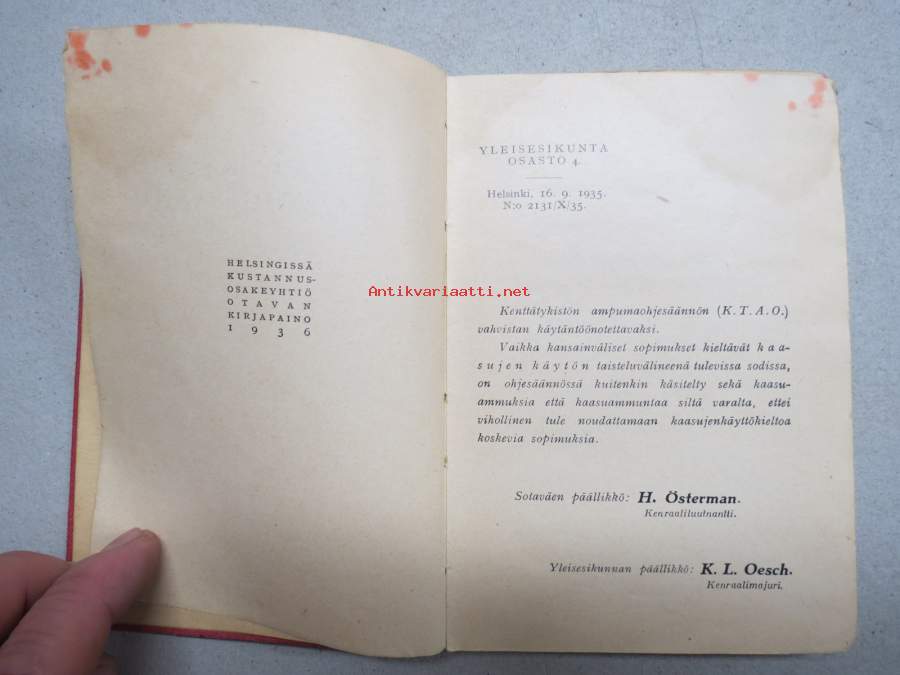 HELSINGISSÄ
KUSTANNUS-
OSAKEYHTIÖ
OTAVAN
KIRJAPAINO
1936
Antikvariaatti.net
YLEISESIKUNTA
OSASTO 4.
Helsinki, 16. 9. 1935.
N:o 2131/X/35.
Kenttätykistön ampumaohjesäännön (K. T. A. O.)
vahvistan käytäntöönotettavaksi.
Vaikka kansainväliset sopimukset kieltävät kaa-
sujen käytön taisteluvälineenä tulevissa sodissa,
on ohjesäännössä kuitenkin käsitelty sekä kaasu-
ammuksia että kaasuammuntaa siltä varalta, ettei
vihollinen tule noudattamaan kaasujenkäyttökieltoa
koskevia sopimuksia.
Sotaväen päällikkö: H. Österman.
Kenraaliluutnantti.
Yleisesikunnan päällikkö: K. L. Oesch.
Kenraalimajuri.